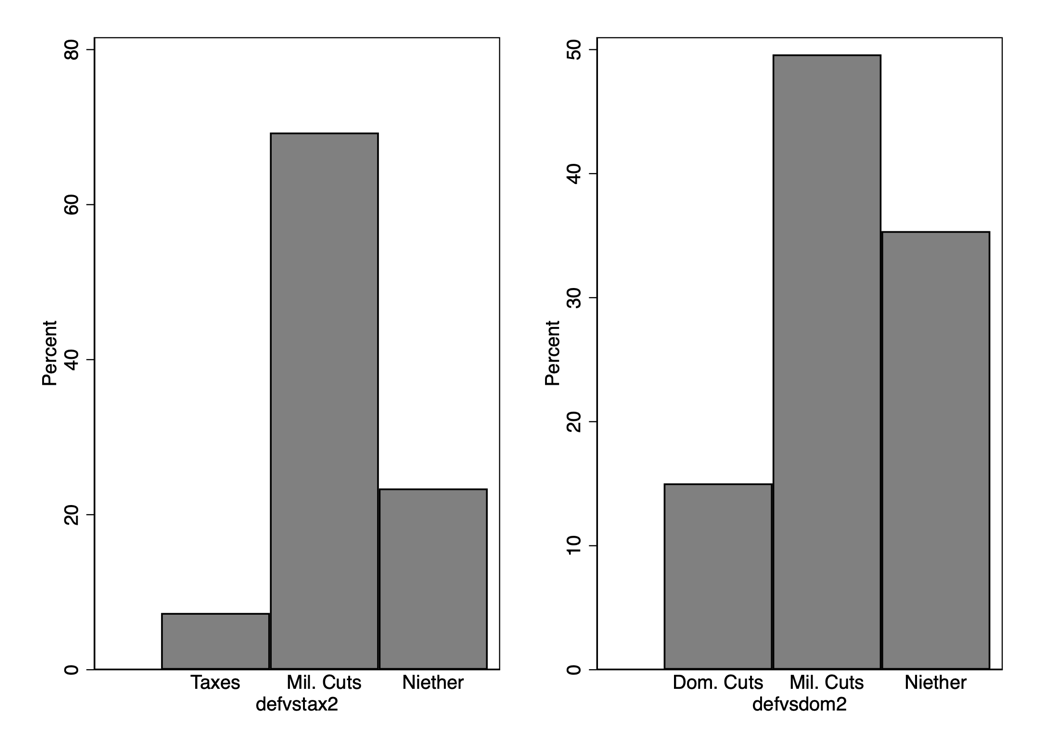 Percent
80
60
40
20
0
Taxes Mil. Cuts Niether
defvstax2
Percent
50
40
30
20
10
0
Dom. Cuts Mil. Cuts Niether
defvsdom2